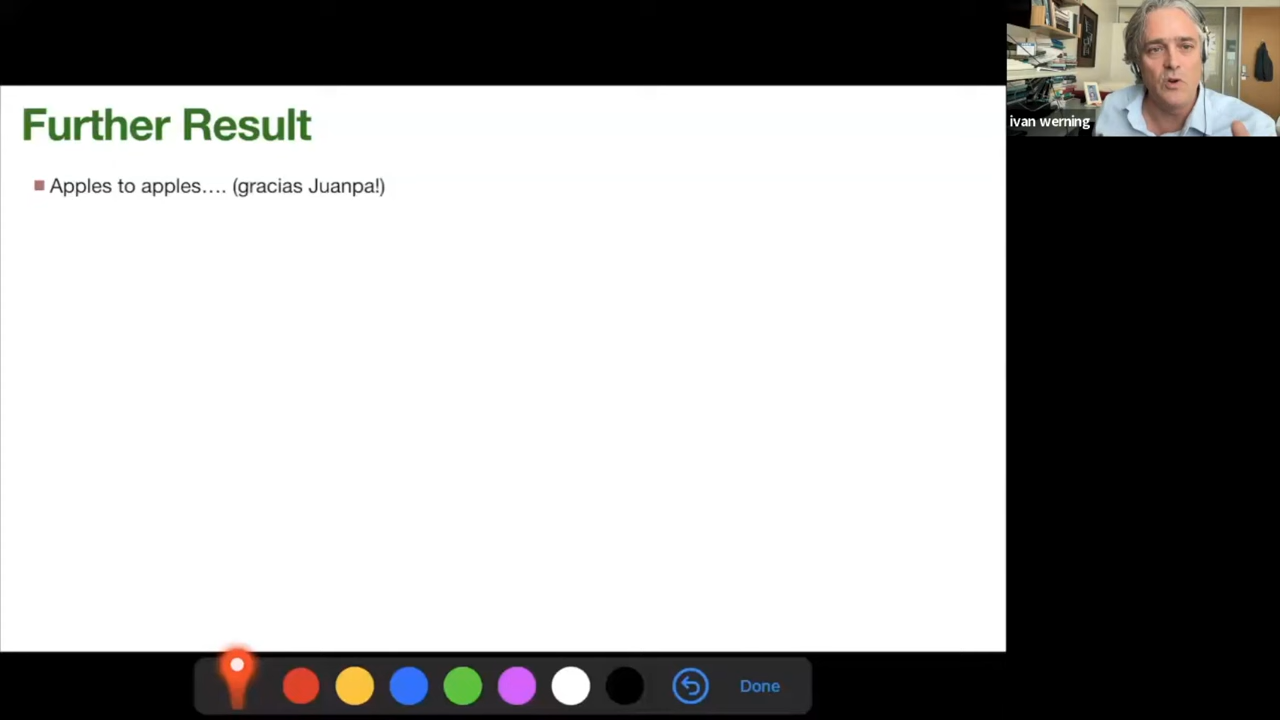 Further Result
Apples to apples.... (gracias Juanpa!)
ivan werning
Done